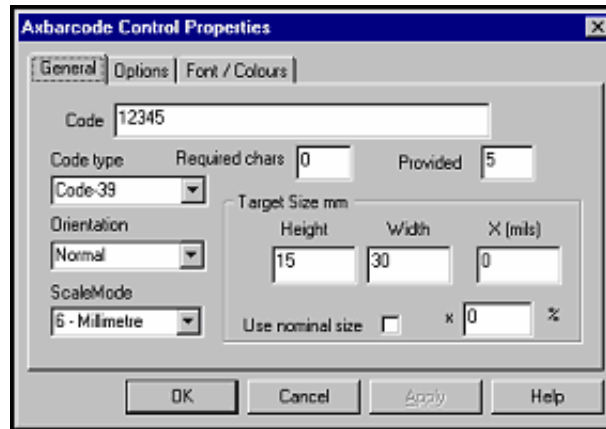 Axbarcode Control Properties
General Options Font / Colours
Code 12345
Code type Required chars 0 Provided 5
Code-39
Target Size mm
Orientation Height Width X (mils)
Normal 15 30 0
ScaleMode
6 - Millimetre Use nominal size x 0 %
OK Cancel Apply Help